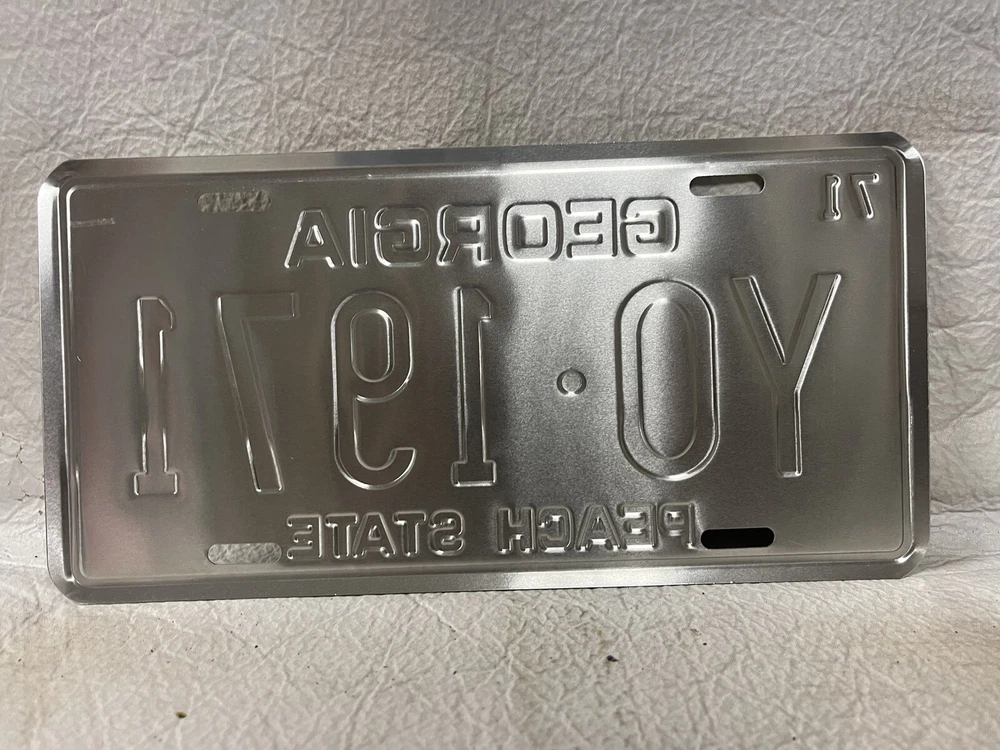 71
GEORGIA
YO·1971
PEACH STATE